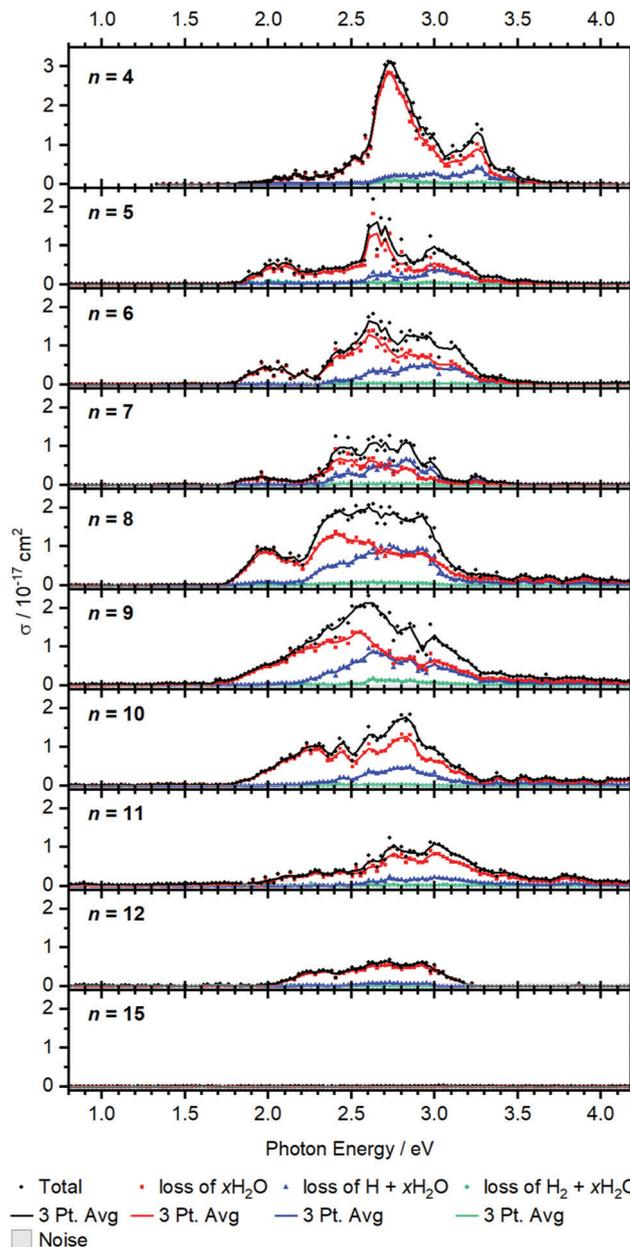 1.0 1.5 2.0 2.5 3.0 3.5 4.0
n = 4
3
2
1
0
n = 5
2
1
0
n = 6
2
1
0
n = 7
2
1
0
n = 8
2
1
0
n = 9
2
1
0
n = 10
2
1
0
n = 11
2
1
0
n = 12
2
1
0
n = 15
2
1
0
σ / 10⁻¹⁷ cm²
1.0 1.5 2.0 2.5 3.0 3.5 4.0
Photon Energy / eV
Total loss of xH₂O loss of H + xH₂O loss of H₂ + xH₂O
3 Pt. Avg 3 Pt. Avg 3 Pt. Avg 3 Pt. Avg
Noise